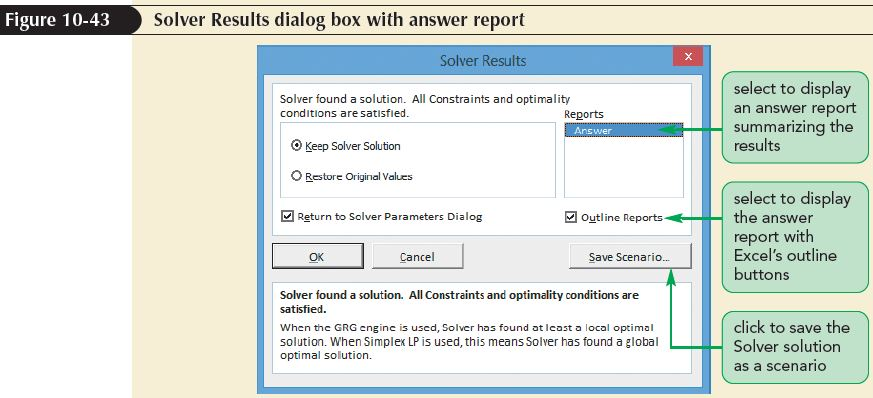 Figure 10-43
Solver Results dialog box with answer report
Solver Results
x
Solver found a solution. All Constraints and optimality
conditions are satisfied.
Reports
Answer
Keep Solver Solution
Restore Original Values
Return to Solver Parameters Dialog
Outline Reports
OK
Cancel
Save Scenario...
Solver found a solution. All Constraints and optimality conditions are
satisfied.
When the GRG engine is used, Solver has found at least a local optimal
solution. When Simplex LP is used, this means Solver has found a global
optimal solution.
select to display
an answer report
summarizing the
results
select to display
the answer
report with
Excel's outline
buttons
click to save the
Solver solution
as a scenario